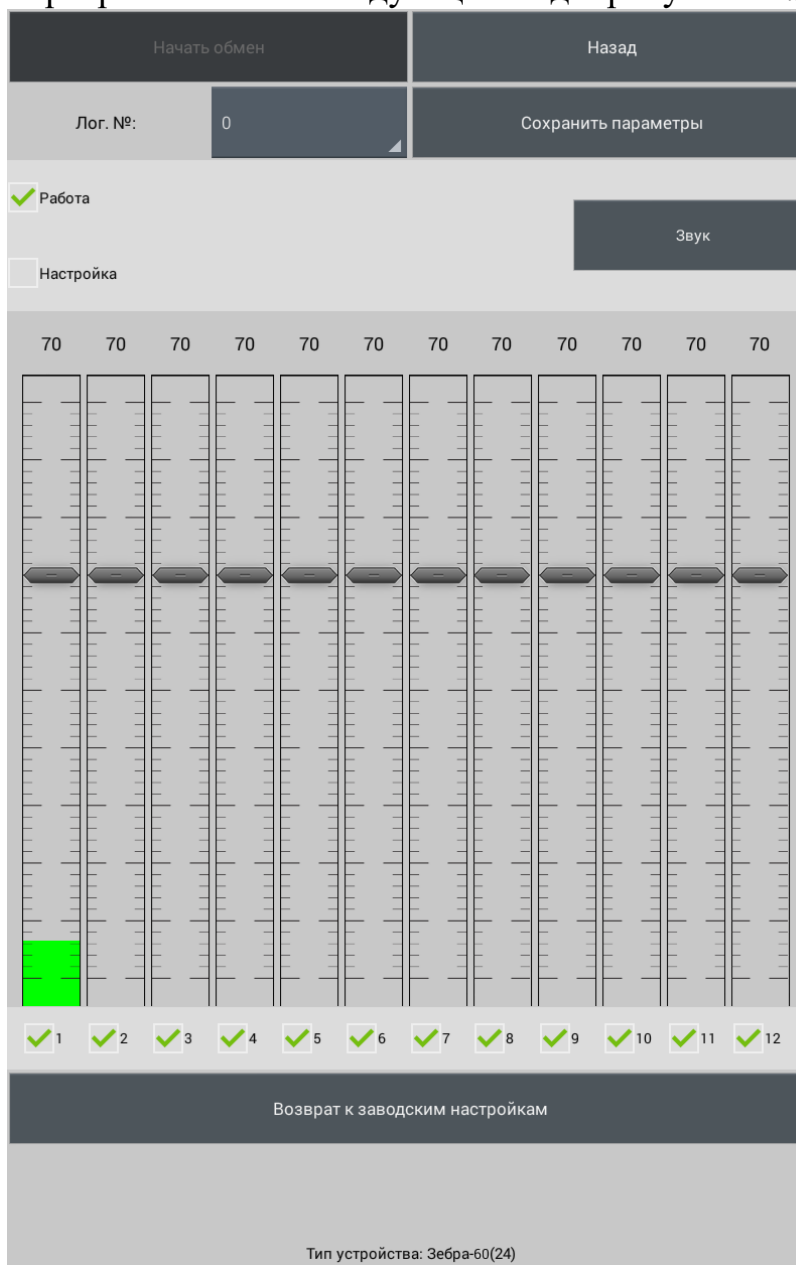 Начать обмен Назад
Лог. №: 0 Сохранить параметры
Работа
Звук
Настройка
70 70 70 70 70 70 70 70 70 70 70 70
1 2 3 4 5 6 7 8 9 10 11 12
Возврат к заводским настройкам
Тип устройства: Зебра-60(24)